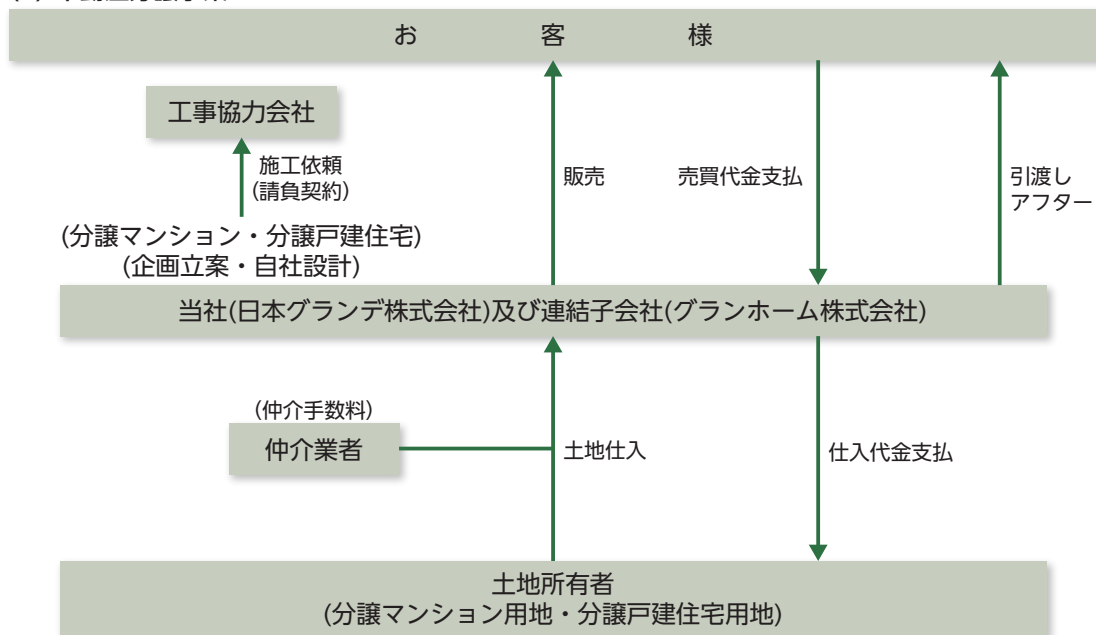 お客様
工事協力会社
施工依頼
(請負契約)
販売
売買代金支払
引渡し
アフター
(分譲マンション・分譲戸建住宅)
(企画立案・自社設計)
当社(日本グランデ株式会社)及び連結子会社(グランホーム株式会社)
(仲介手数料)
仲介業者
土地仕入
仕入代金支払
土地所有者
(分譲マンション用地・分譲戸建住宅用地)